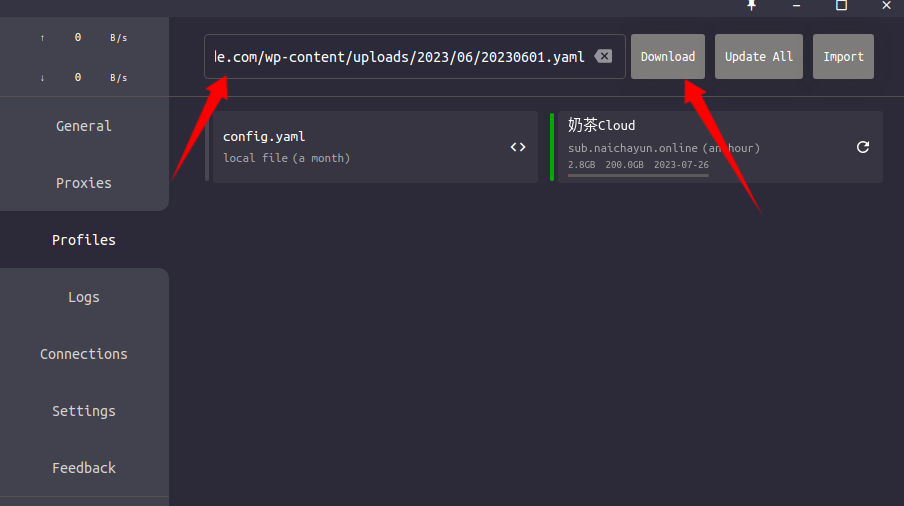 ↑ 0 B/s
↓ 0 B/s
General
Proxies
Profiles
Logs
Connections
Settings
Feedback
e.com/wp-content/uploads/2023/06/20230601.yaml
Download
Update All
Import
config.yaml
local file (a month)
奶茶Cloud
sub.naichayun.online (an hour)
2.8GB 200.0GB 2023-07-26